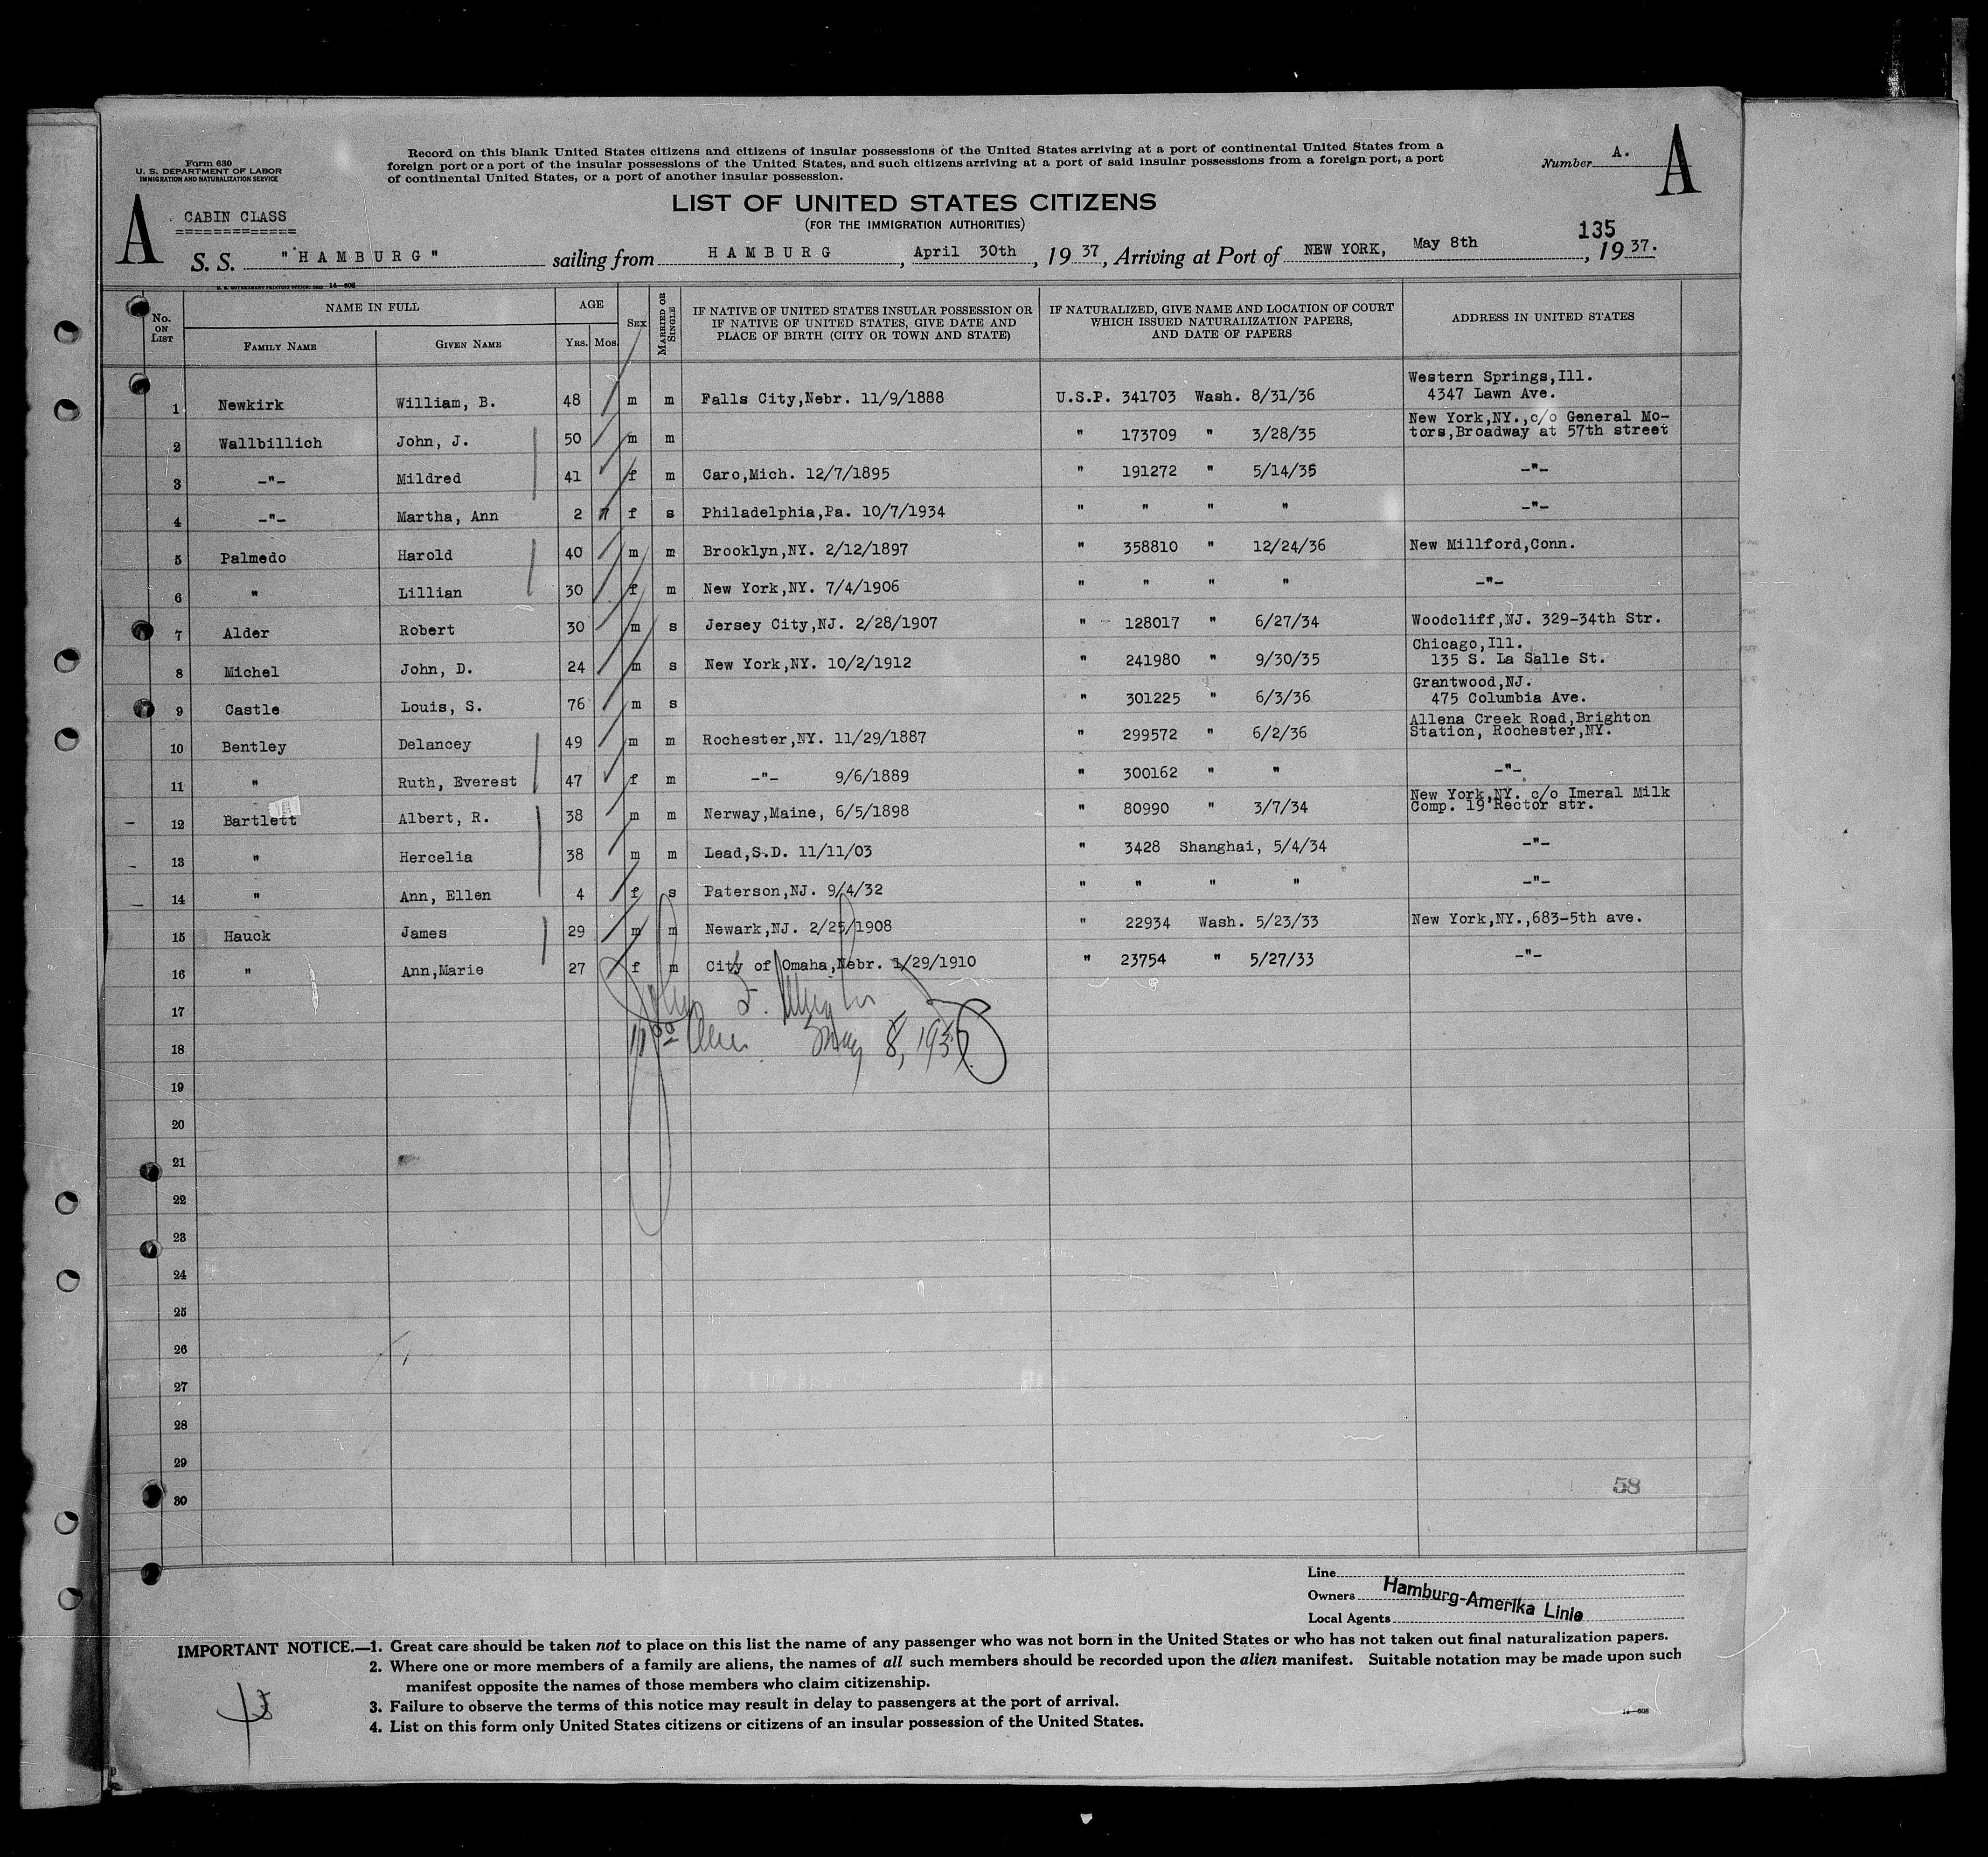 Form 630
U. S. DEPARTMENT OF LABOR
IMMIGRATION AND NATURALIZATION SERVICE
Record on this blank United States citizens and citizens of insular possessions of the United States arriving at a port of continental United States from a
foreign port or a port of the insular possessions of the United States, and such citizens arriving at a port of said insular possessions from a foreign port, a port
of continental United States, or a port of another insular possession.
Number A. A
LIST OF UNITED STATES CITIZENS
(FOR THE IMMIGRATION AUTHORITIES)
A CABIN CLASS
135
S. S. "HAMBURG" sailing from HAMBURG, April 30th, 1937, Arriving at Port of NEW YORK, May 8th, 1937.
No. ON LIST NAME IN FULL FAMILY NAME GIVEN NAME AGE YRS. MOS. SEX MARRIED OR SINGLE IF NATIVE OF UNITED STATES INSULAR POSSESSION OR IF NATIVE OF UNITED STATES, GIVE DATE AND PLACE OF BIRTH (CITY OR TOWN AND STATE) IF NATURALIZED, GIVE NAME AND LOCATION OF COURT WHICH ISSUED NATURALIZATION PAPERS, AND DATE OF PAPERS ADDRESS IN UNITED STATES
1 Newkirk William, B. 48 m m Falls City,Nebr. 11/9/1888 U.S.P. 341703 Wash. 8/31/36 Western Springs,Ill. 4347 Lawn Ave.
2 Wallbillich John, J. 50 m m " 173709 " 3/28/35 New York,NY.,c/o General Mo-tors,Broadway at 57th street
3 -"- Mildred 41 f m Caro,Mich. 12/7/1895 " 191272 " 5/14/35 -"-
4 -"- Martha, Ann 2 7 f s Philadelphia,Pa. 10/7/1934 " " " " -"-
5 Palmedo Harold 40 m m Brooklyn,NY. 2/12/1897 " 358810 " 12/24/36 New Millford,Conn.
6 " Lillian 30 f m New York,NY. 7/4/1906 " " " " -"-
7 Alder Robert 30 m s Jersey City,NJ. 2/28/1907 " 128017 " 6/27/34 Woodcliff,NJ. 329-34th Str.
8 Michel John, D. 24 m s New York,NY. 10/2/1912 " 241980 " 9/30/35 Chicago,Ill. 135 S. La Salle St.
9 Castle Louis, S. 76 m s " 301225 " 6/3/36 Grantwood,NJ. 475 Columbia Ave.
10 Bentley Delancey 49 m m Rochester,NY. 11/29/1887 " 299572 " 6/2/36 Allena Creek Road,Brighton Station, Rochester,NY.
11 " Ruth, Everest 47 f m -"- 9/6/1889 " 300162 " " -"-
12 Bartlett Albert, R. 38 m m Nerway,Maine, 6/5/1898 " 80990 " 3/7/34 New York,NY. c/o Imeral Milk Comp. 19 Rector str.
13 " Hercelia 38 m m Lead,S.D. 11/11/03 " 3428 Shanghai, 5/4/34 -"-
14 " Ann, Ellen 4 f s Paterson,NJ. 9/4/32 " " " " -"-
15 Hauck James 29 m m Newark,NJ. 2/25/1908 " 22934 Wash. 5/23/33 New York,NY.,683-5th ave.
16 " Ann,Marie 27 f m City of Omaha,Nebr. 1/29/1910 " 23754 " 5/27/33 -"-
17
18 May 8, 1937
19
20
21
22
23
24
25
26
27
28
29
30
58
Line
Owners Hamburg-Amerika Linie
Local Agents
IMPORTANT NOTICE.—1. Great care should be taken not to place on this list the name of any passenger who was not born in the United States or who has not taken out final naturalization papers.
2. Where one or more members of a family are aliens, the names of all such members should be recorded upon the alien manifest. Suitable notation may be made upon such
manifest opposite the names of those members who claim citizenship.
3. Failure to observe the terms of this notice may result in delay to passengers at the port of arrival.
4. List on this form only United States citizens or citizens of an insular possession of the United States.
14—608